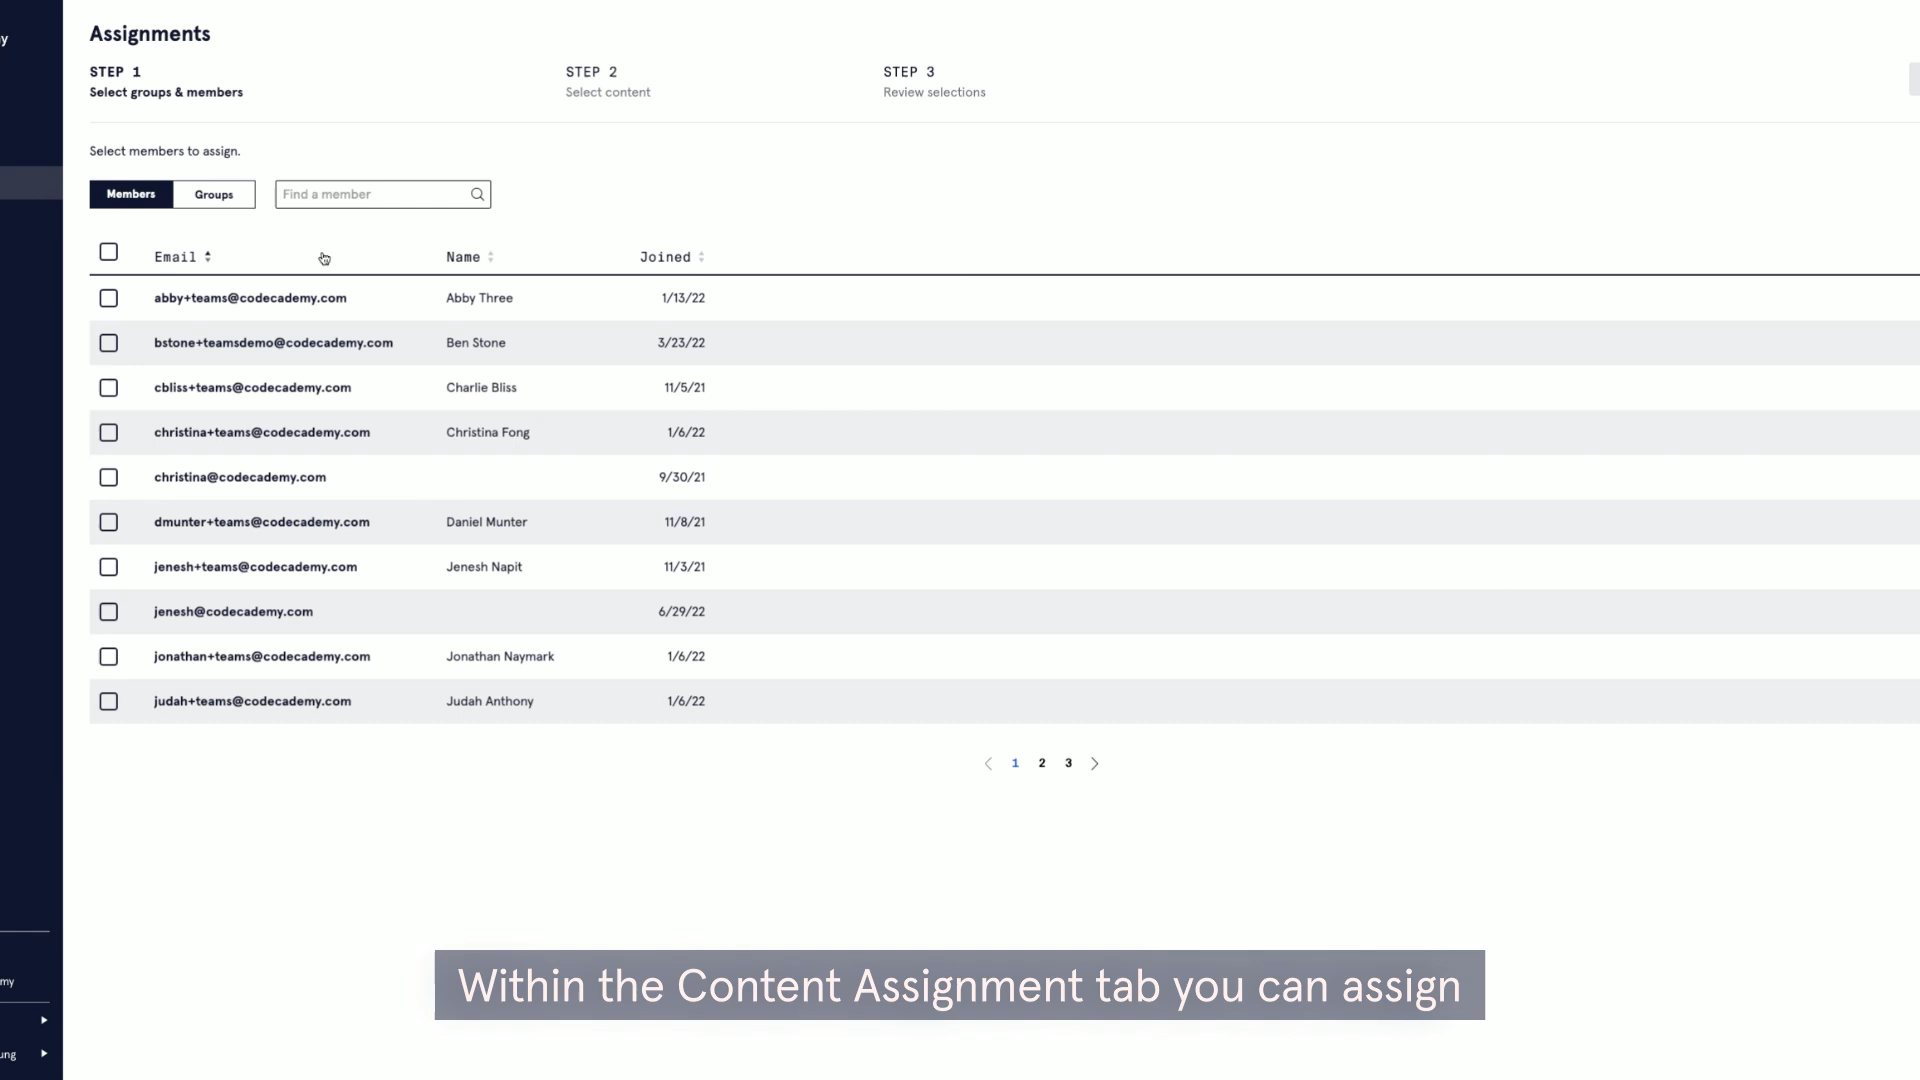 y
Assignments
STEP 1
Select groups & members
STEP 2
Select content
STEP 3
Review selections
Select members to assign.
Members Groups Find a member
Email Name Joined
abby+teams@codecademy.com Abby Three 1/13/22
bstone+teamsdemo@codecademy.com Ben Stone 3/23/22
cbliss+teams@codecademy.com Charlie Bliss 11/5/21
christina+teams@codecademy.com Christina Fong 1/6/22
christina@codecademy.com 9/30/21
dmunter+teams@codecademy.com Daniel Munter 11/8/21
jenesh+teams@codecademy.com Jenesh Napit 11/3/21
jenesh@codecademy.com 6/29/22
jonathan+teams@codecademy.com Jonathan Naymark 1/6/22
judah+teams@codecademy.com Judah Anthony 1/6/22
1 2 3
Within the Content Assignment tab you can assign
my
ung